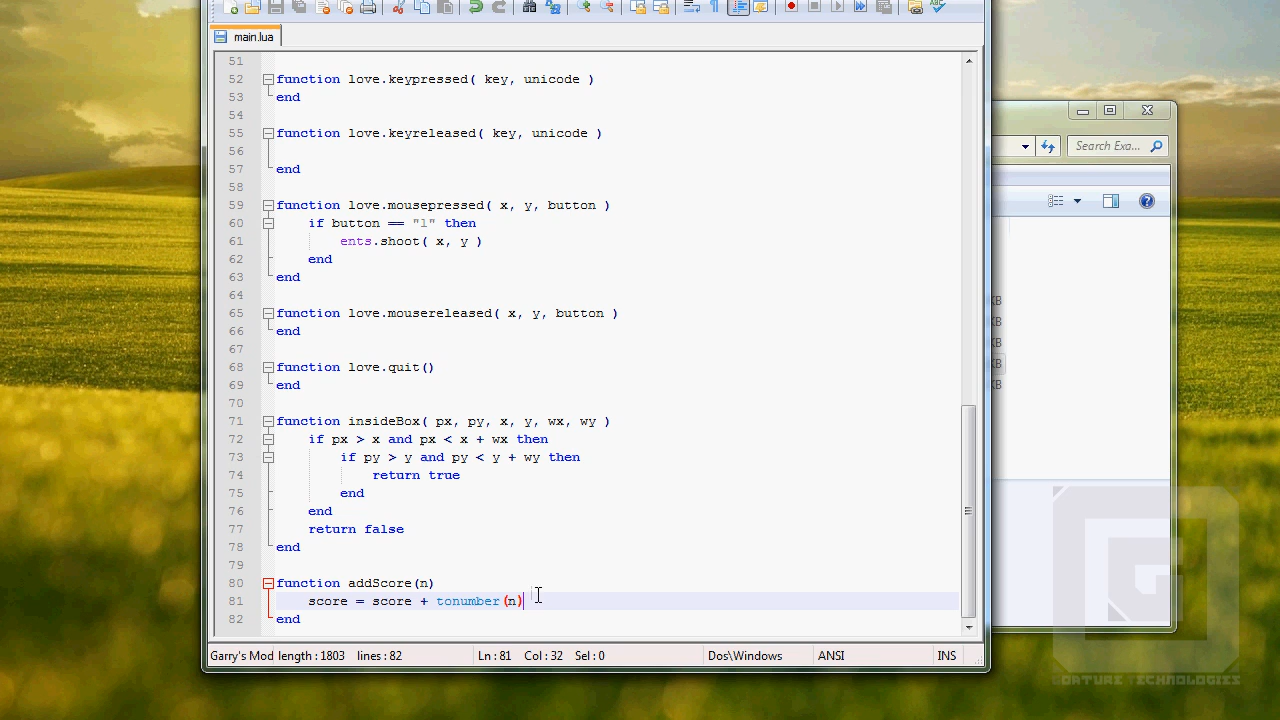 main.lua
51
52 function love.keypressed( key, unicode )
53 end
54
55 function love.keyreleased( key, unicode )
56
57 end
58
59 function love.mousepressed( x, y, button )
60 if button == "l" then
61 ents.shoot( x, y )
62 end
63 end
64
65 function love.mousereleased( x, y, button )
66 end
67
68 function love.quit()
69 end
70
71 function insideBox( px, py, x, y, wx, wy )
72 if px > x and px < x + wx then
73 if py > y and py < y + wy then
74 return true
75 end
76 end
77 return false
78 end
79
80 function addScore(n)
81 score = score + tonumber(n)
82 end
Garry's Mod length : 1803 lines : 82 Ln : 81 Col : 32 Sel : 0 Dos\Windows ANSI INS
Search Exa...
KB
KB
KB
KB
KB
TECHNOLOGIES